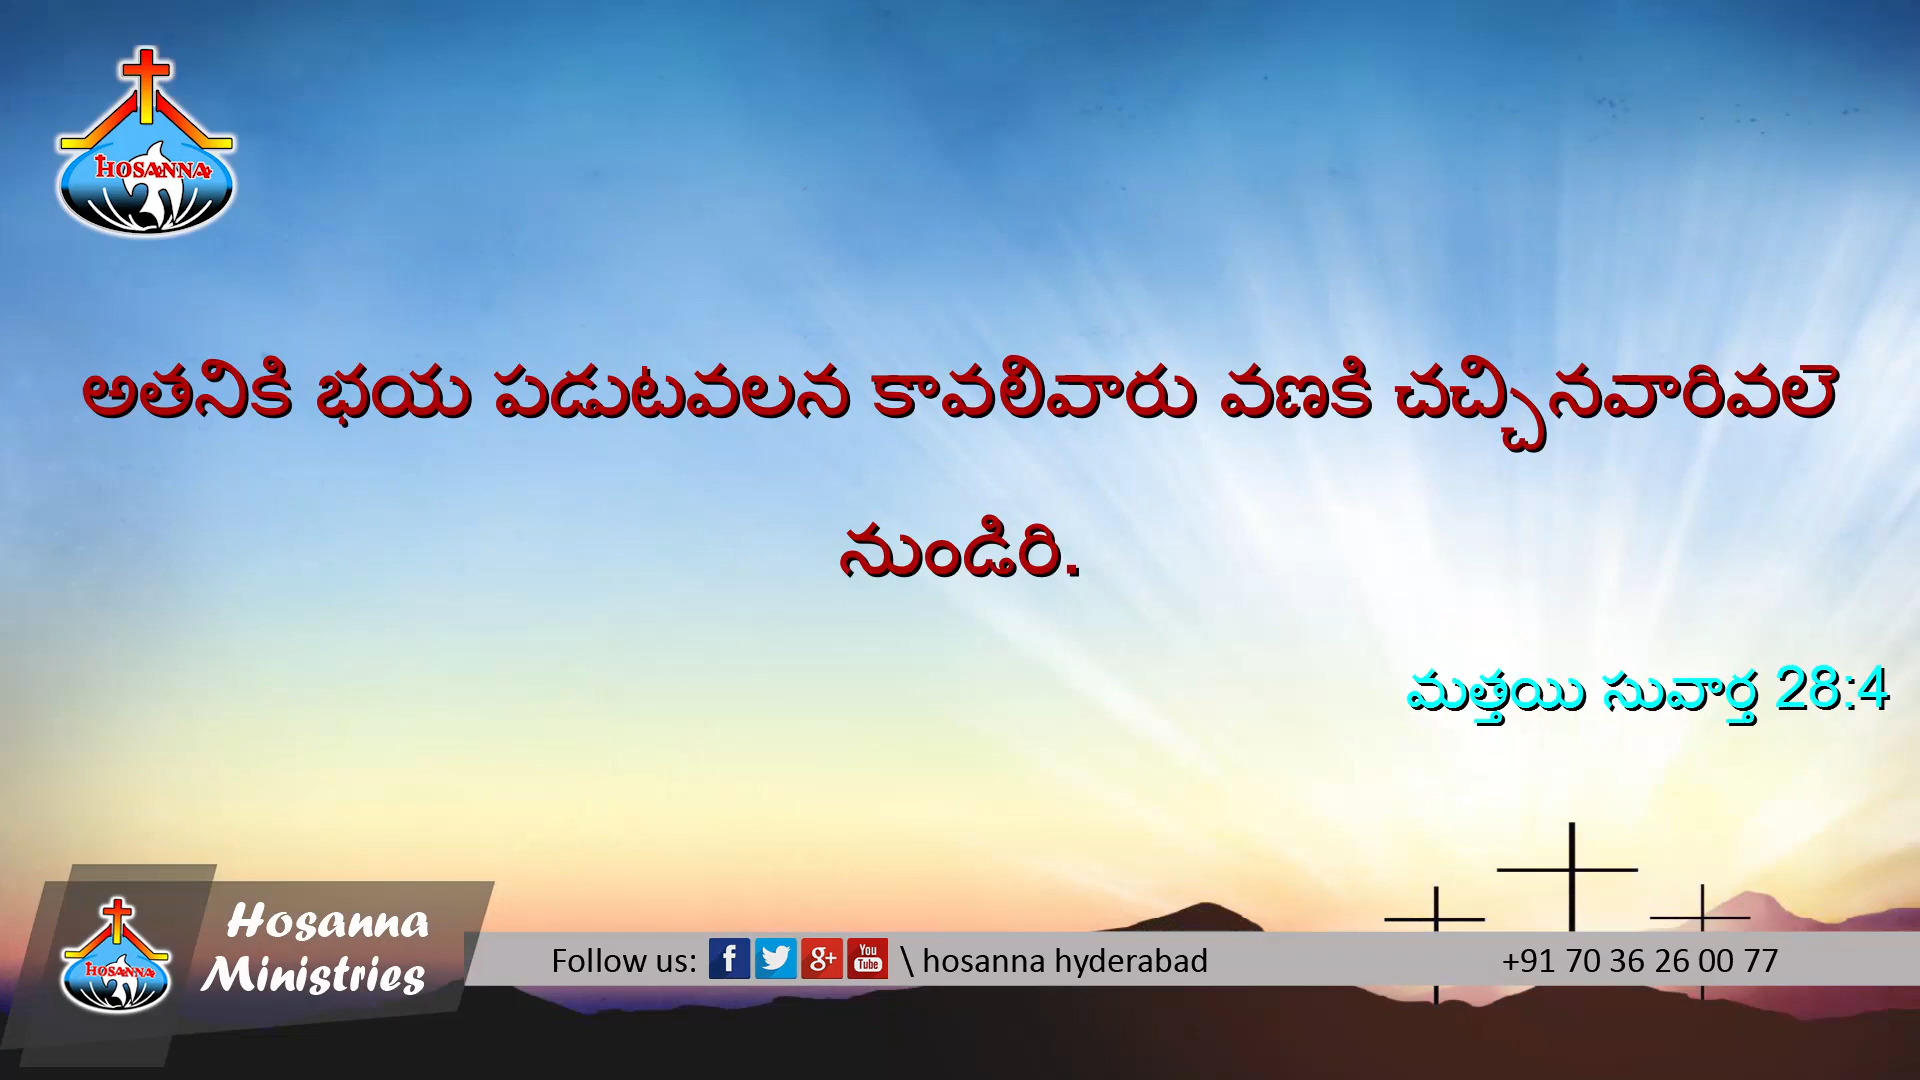 HOSANNA
అతనికి భయ పడుటవలన కావలివారు వణకి చచ్చినవారివలె
నుండిరి.
మత్తయి సువార్త 28:4
HOSANNA
Hosanna
Ministries
Follow us: f g+ You Tube \ hosanna hyderabad
+91 70 36 26 00 77